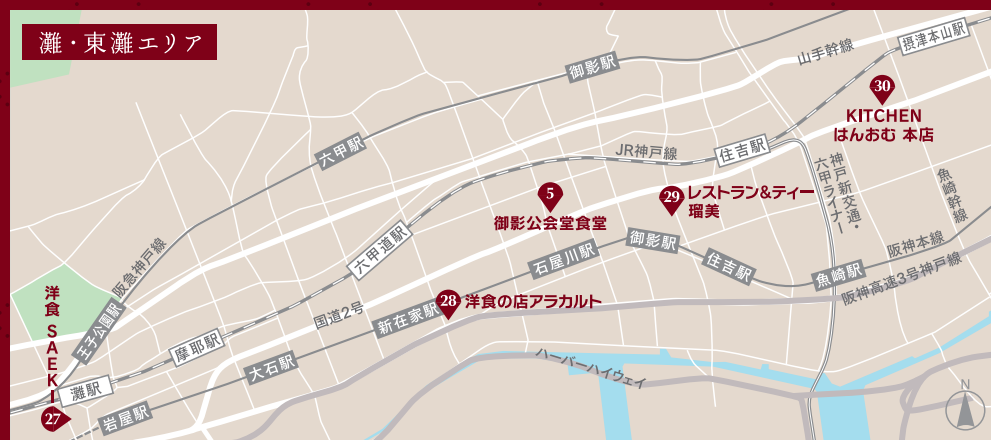 灘・東灘エリア
摂津本山駅
山手幹線
御影駅
30
KITCHEN
はんおむ 本店
六甲駅
JR神戸線
住吉駅
神戸新交通・
六甲ライナー
魚崎幹線
5
御影公会堂食堂
29
レストラン&ティー
瑠美
六甲道駅
石屋川駅
御影駅
住吉駅
魚崎駅
阪神本線
阪神高速3号神戸線
阪急神戸線
洋食 SAEKI
27
王子公園駅
国道2号
新在家駅
28
洋食の店アラカルト
摩耶駅
大石駅
灘駅
岩屋駅
ハーバーハイウェイ
N